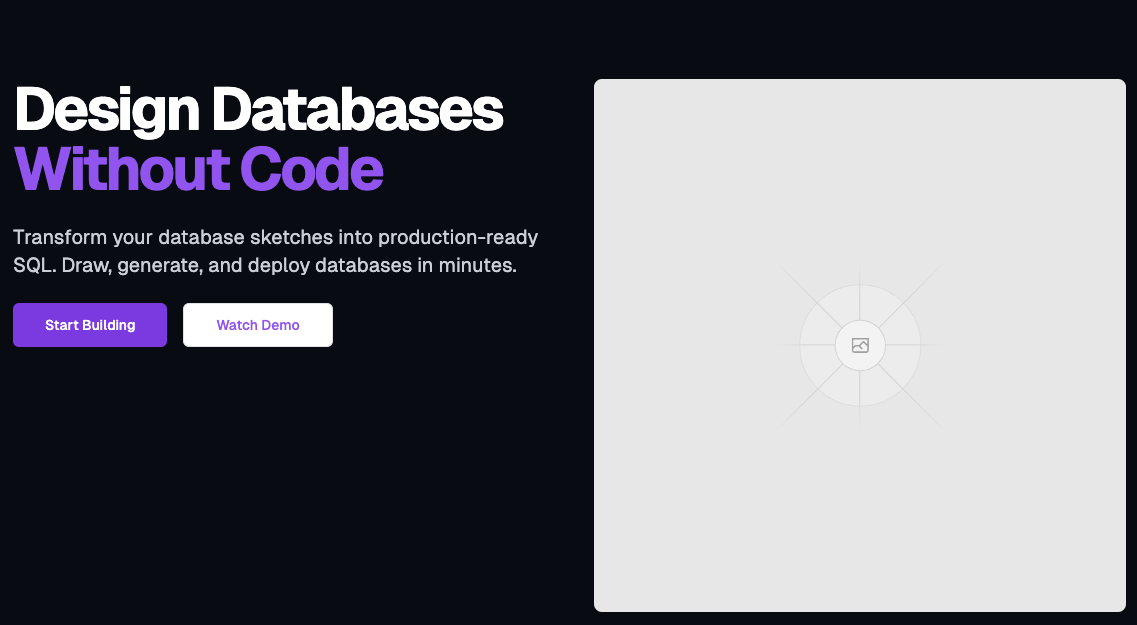 Design Databases
Without Code
Transform your database sketches into production-ready
SQL. Draw, generate, and deploy databases in minutes.
Start Building
Watch Demo